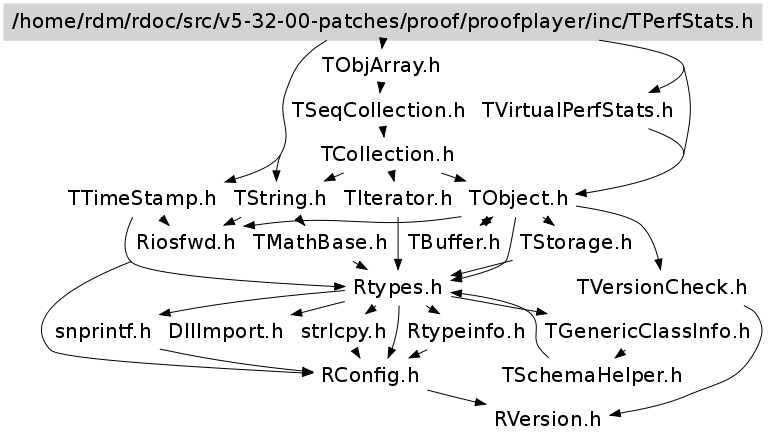 /home/rdm/rdoc/src/v5-32-00-patches/proof/proofplayer/inc/TPerfStats.h
TObjArray.h
TSeqCollection.h TVirtualPerfStats.h
TCollection.h
TTimeStamp.h TString.h TIterator.h TObject.h
Riosfwd.h TMathBase.h TBuffer.h TStorage.h
Rtypes.h TVersionCheck.h
snprintf.h DllImport.h strlcpy.h Rtypeinfo.h TGenericClassInfo.h
RConfig.h TSchemaHelper.h
RVersion.h